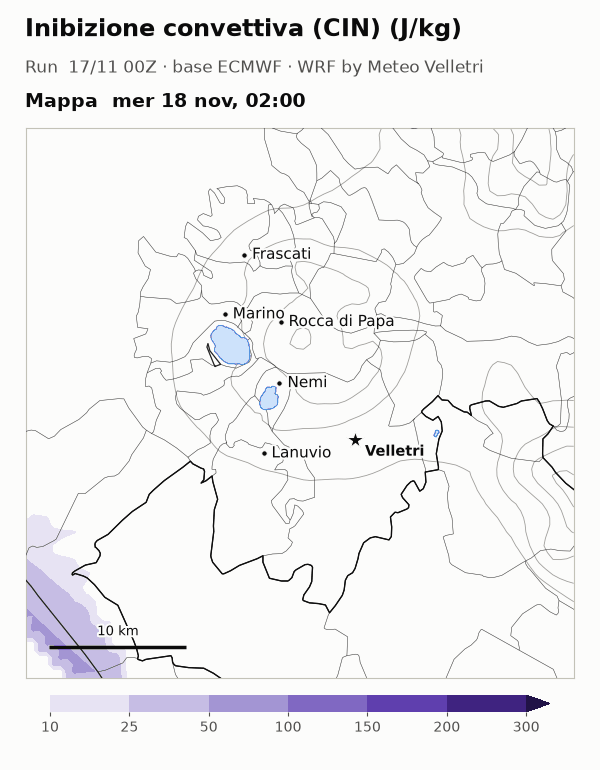 Inibizione convettiva (CIN) (J/kg)
Run  17/11 00Z · base ECMWF · WRF by Meteo Velletri
Mappa  mer 18 nov, 02:00
Frascati
Marino
Rocca di Papa
Nemi
Velletri
Lanuvio
10 km
10 25 50 100 150 200 300